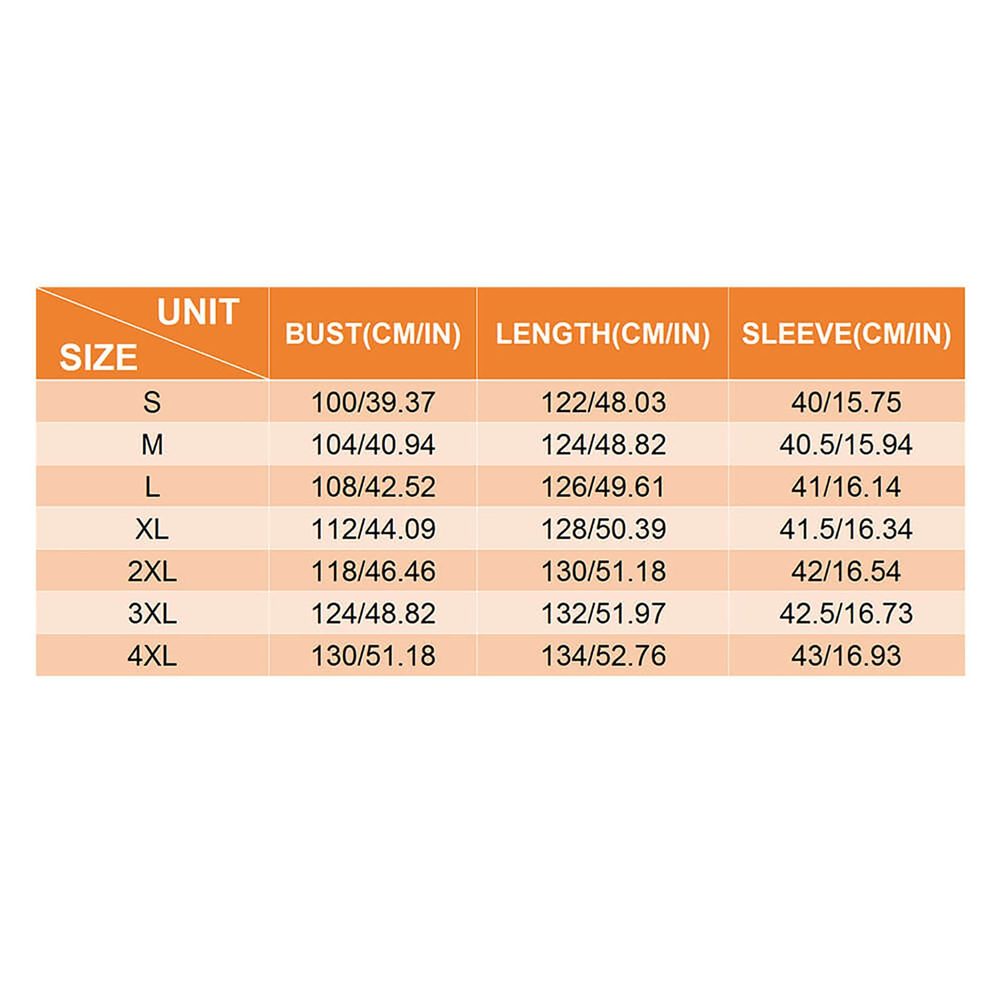 UNIT
SIZE BUST(CM/IN) LENGTH(CM/IN) SLEEVE(CM/IN)
S 100/39.37 122/48.03 40/15.75
M 104/40.94 124/48.82 40.5/15.94
L 108/42.52 126/49.61 41/16.14
XL 112/44.09 128/50.39 41.5/16.34
2XL 118/46.46 130/51.18 42/16.54
3XL 124/48.82 132/51.97 42.5/16.73
4XL 130/51.18 134/52.76 43/16.93